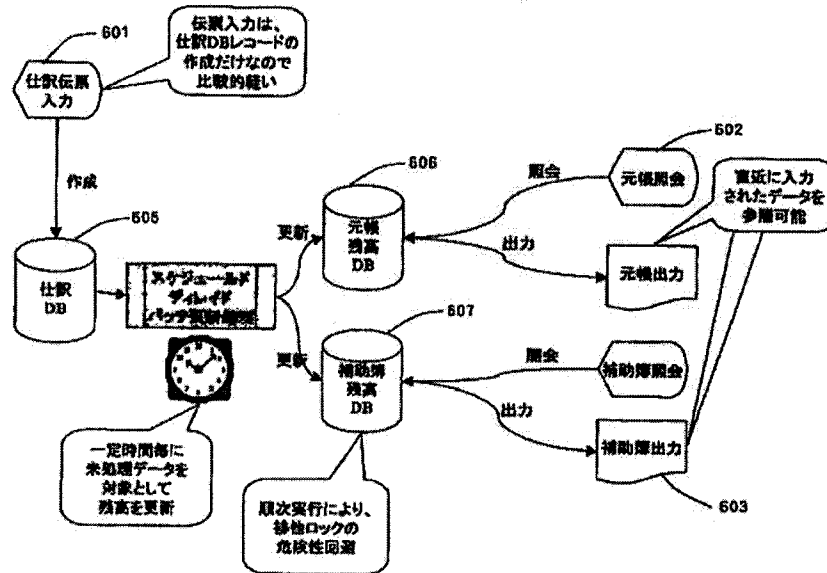 601
伝票入力は、
仕訳DBレコードの
作成だけなので
比較的軽い
仕訳伝票
入力
作成
605
仕訳
DB
スケジュールド
ディレイド
バッチ更新処理
一定時間毎に
未処理データを
対象として
残高を更新
更新
更新
606
元帳
残高
DB
607
補助簿
残高
DB
順次実行により、
排他ロックの
危険性回避
照会
出力
602
元帳照会
元帳出力
直近に入力
されたデータを
参照可能
照会
出力
補助簿照会
補助簿出力
603